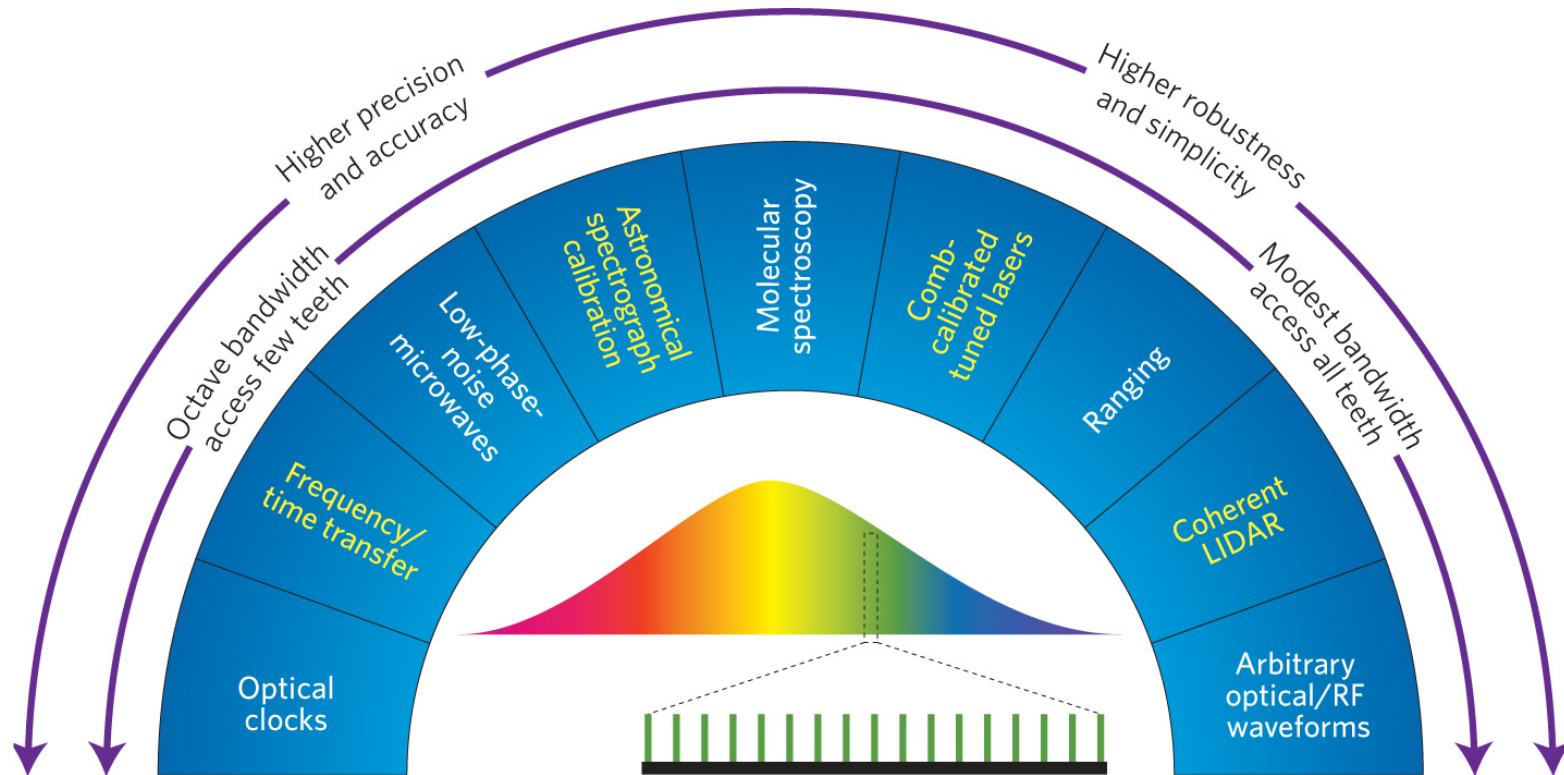 Higher precision
and accuracy
Higher robustness
and simplicity
Octave bandwidth
access few teeth
Modest bandwidth
access all teeth
Optical
clocks
Frequency/
time transfer
Low-phase-
noise
microwaves
Astronomical
spectrograph
calibration
Molecular
spectroscopy
Comb-
calibrated
tuned lasers
Ranging
Coherent
LIDAR
Arbitrary
optical/RF
waveforms